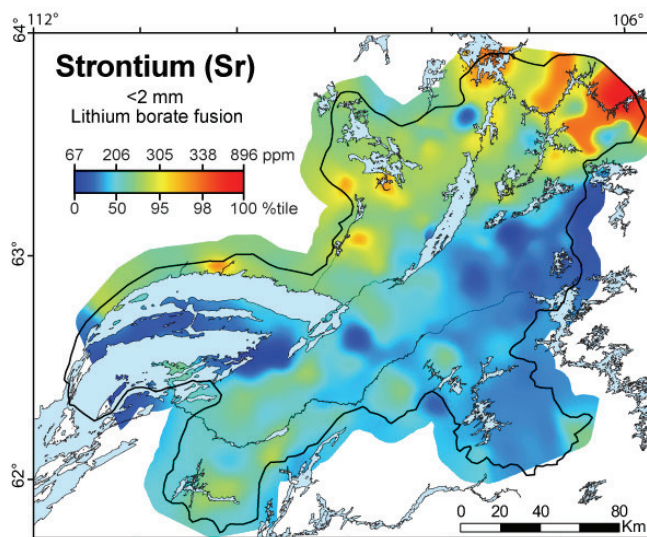 112°
106°
64°
Strontium (Sr)
<2 mm
Lithium borate fusion
67 206 305 338 896 ppm
0 50 95 98 100 %tile
63°
62°
0 20 40 60 80
Km